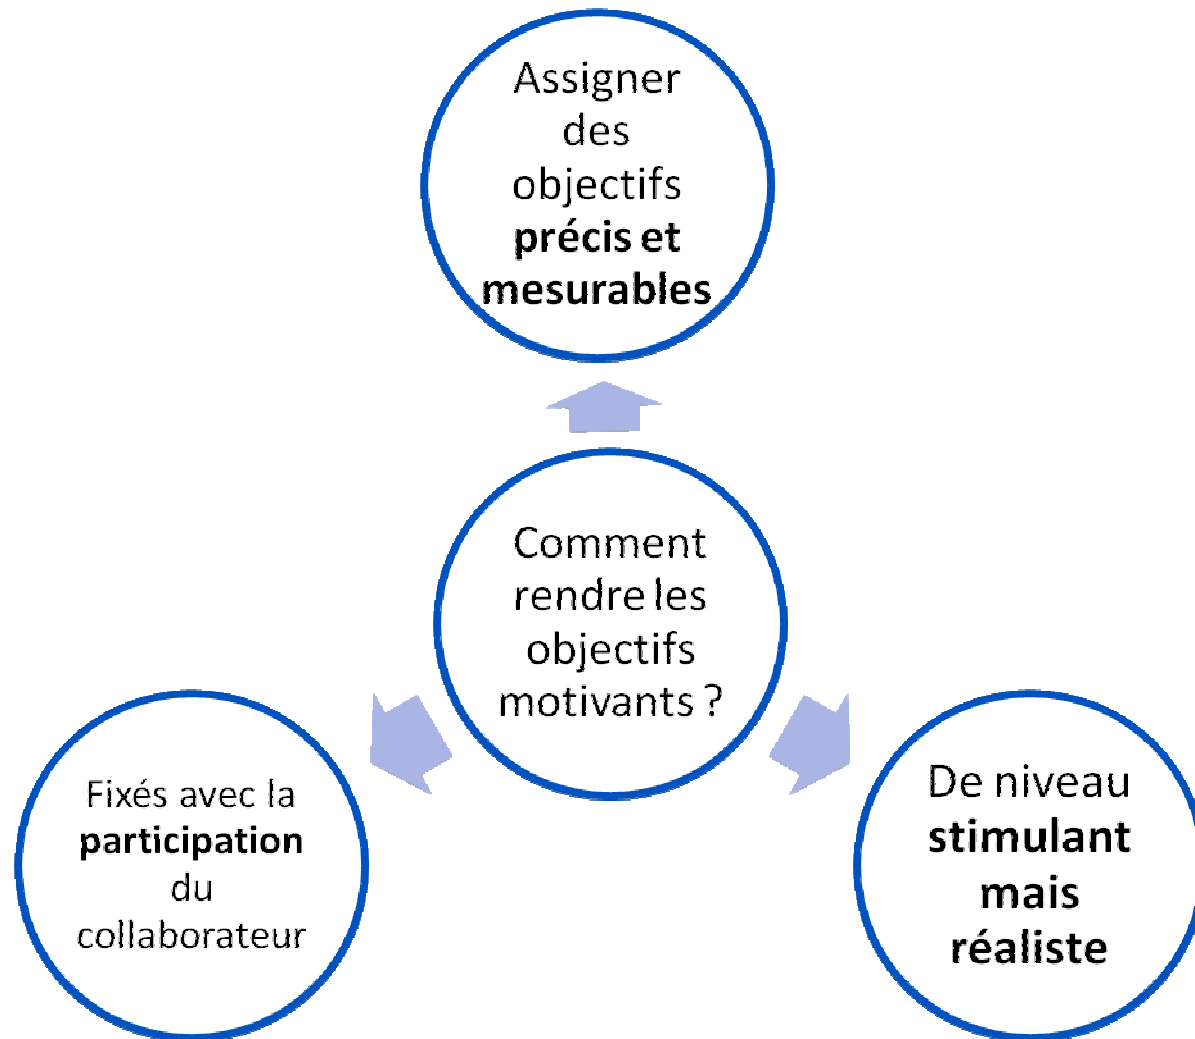 Assigner
des
objectifs
précis et
mesurables
Comment
rendre les
objectifs
motivants ?
Fixés avec la
participation
du
collaborateur
De niveau
stimulant
mais
réaliste